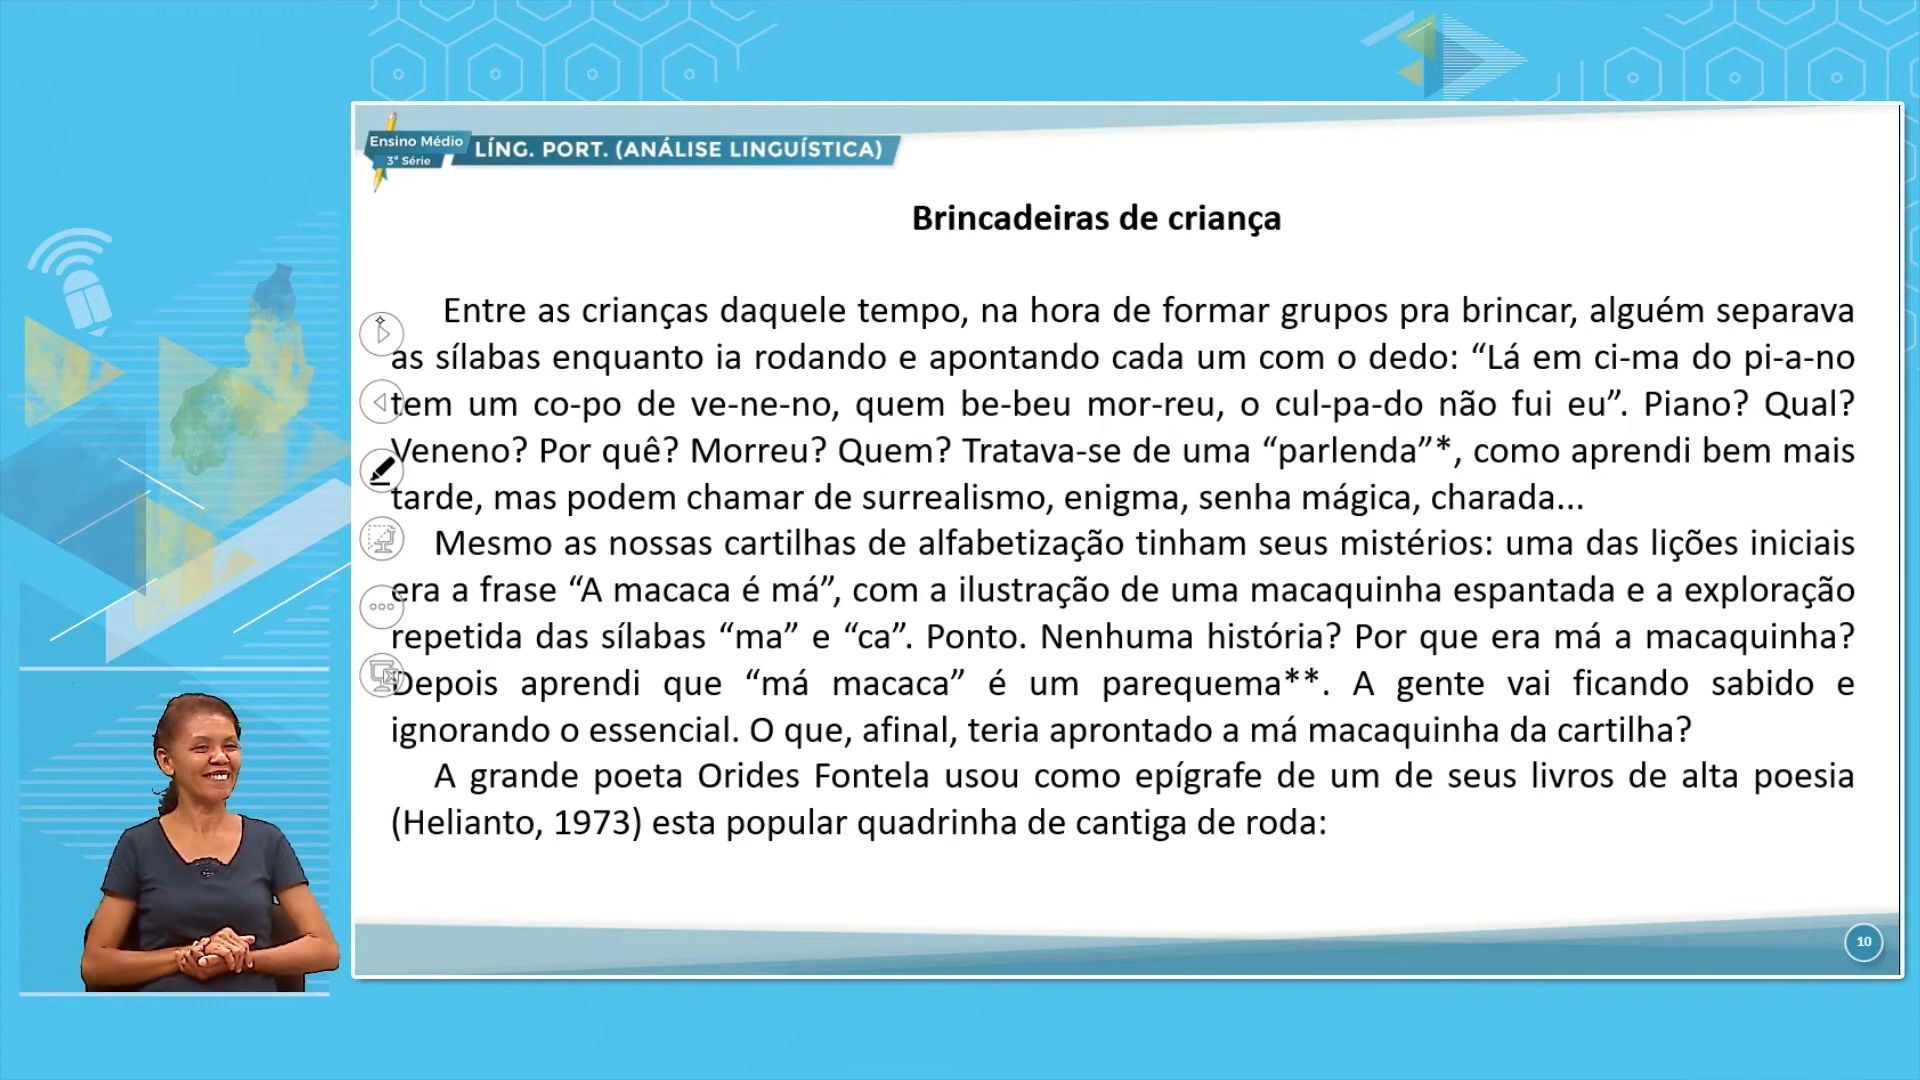 Ensino Médio
3ª Série
LÍNG. PORT. (ANÁLISE LINGUÍSTICA)
Brincadeiras de criança
Entre as crianças daquele tempo, na hora de formar grupos pra brincar, alguém separava
as sílabas enquanto ia rodando e apontando cada um com o dedo: “Lá em ci-ma do pi-a-no
tem um co-po de ve-ne-no, quem be-beu mor-reu, o cul-pa-do não fui eu”. Piano? Qual?
Veneno? Por quê? Morreu? Quem? Tratava-se de uma “parlenda”*, como aprendi bem mais
tarde, mas podem chamar de surrealismo, enigma, senha mágica, charada...
Mesmo as nossas cartilhas de alfabetização tinham seus mistérios: uma das lições iniciais
era a frase “A macaca é má”, com a ilustração de uma macaquinha espantada e a exploração
repetida das sílabas “ma” e “ca”. Ponto. Nenhuma história? Por que era má a macaquinha?
Depois aprendi que “má macaca” é um parequema**. A gente vai ficando sabido e
ignorando o essencial. O que, afinal, teria aprontado a má macaquinha da cartilha?
A grande poeta Orides Fontela usou como epígrafe de um de seus livros de alta poesia
(Helianto, 1973) esta popular quadrinha de cantiga de roda:
10